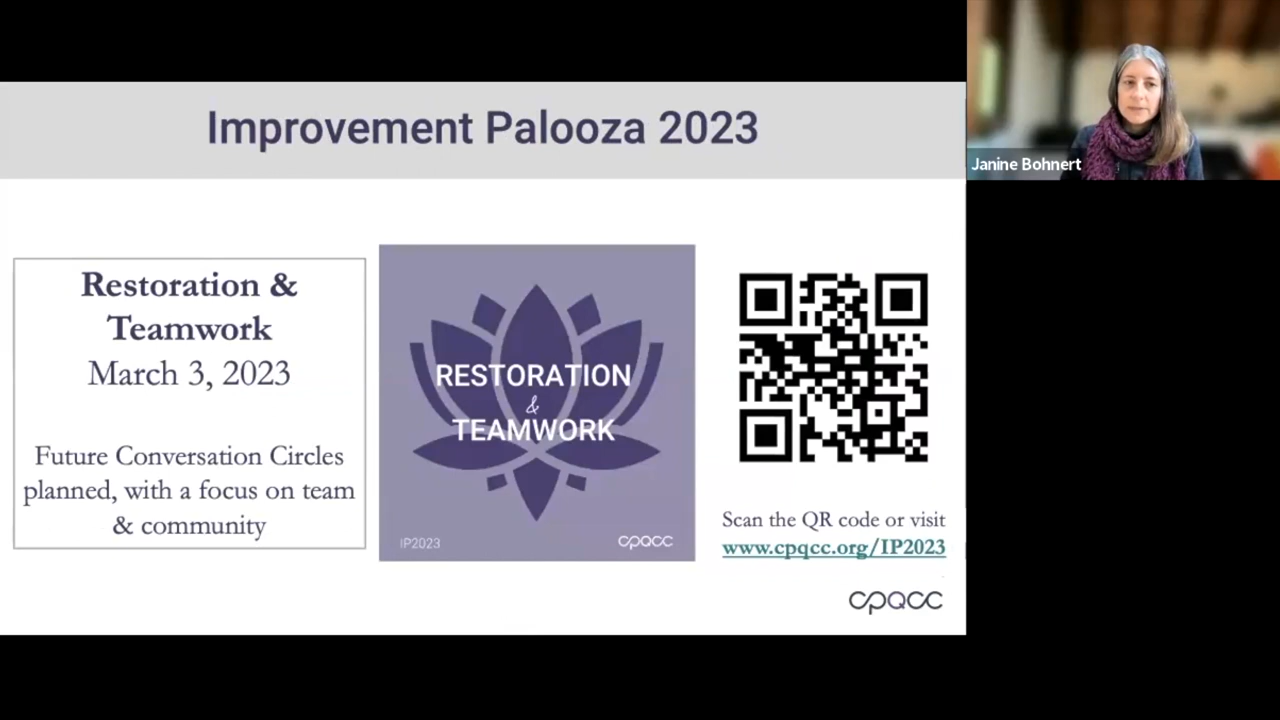 Improvement Palooza 2023
Janine Bohnert
Restoration &
Teamwork
March 3, 2023
Future Conversation Circles
planned, with a focus on team
& community
RESTORATION
&
TEAMWORK
IP2023
cpqcc
Scan the QR code or visit
www.cpqcc.org/IP2023
cpqcc